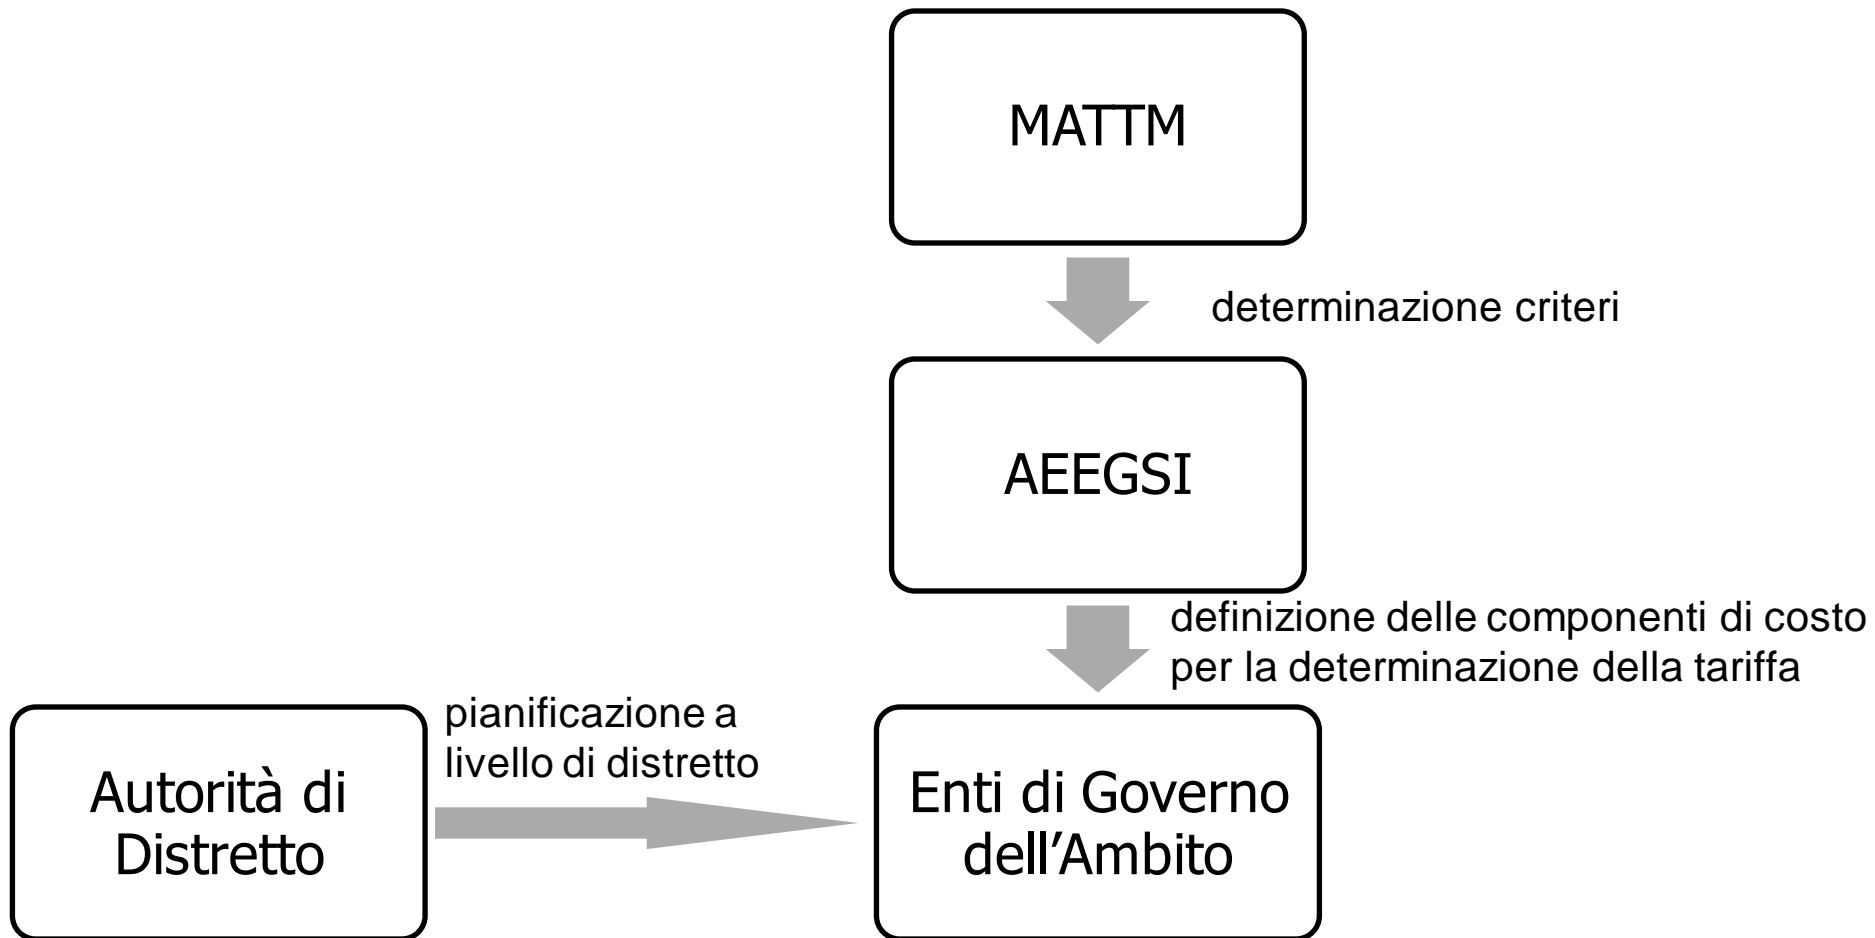 MATTM
determinazione criteri
AEEGSI
definizione delle componenti di costo
per la determinazione della tariffa
pianificazione a
livello di distretto
Autorità di
Distretto
Enti di Governo
dell’Ambito